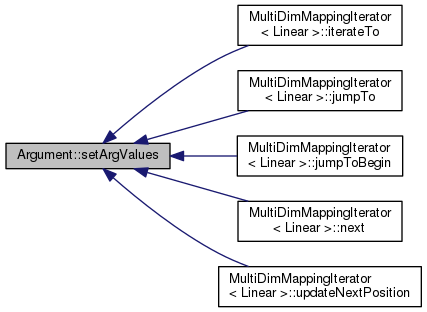 MultiDimMappingIterator
< Linear >::iterateTo
MultiDimMappingIterator
< Linear >::jumpTo
Argument::setArgValues
MultiDimMappingIterator
< Linear >::jumpToBegin
MultiDimMappingIterator
< Linear >::next
MultiDimMappingIterator
< Linear >::updateNextPosition